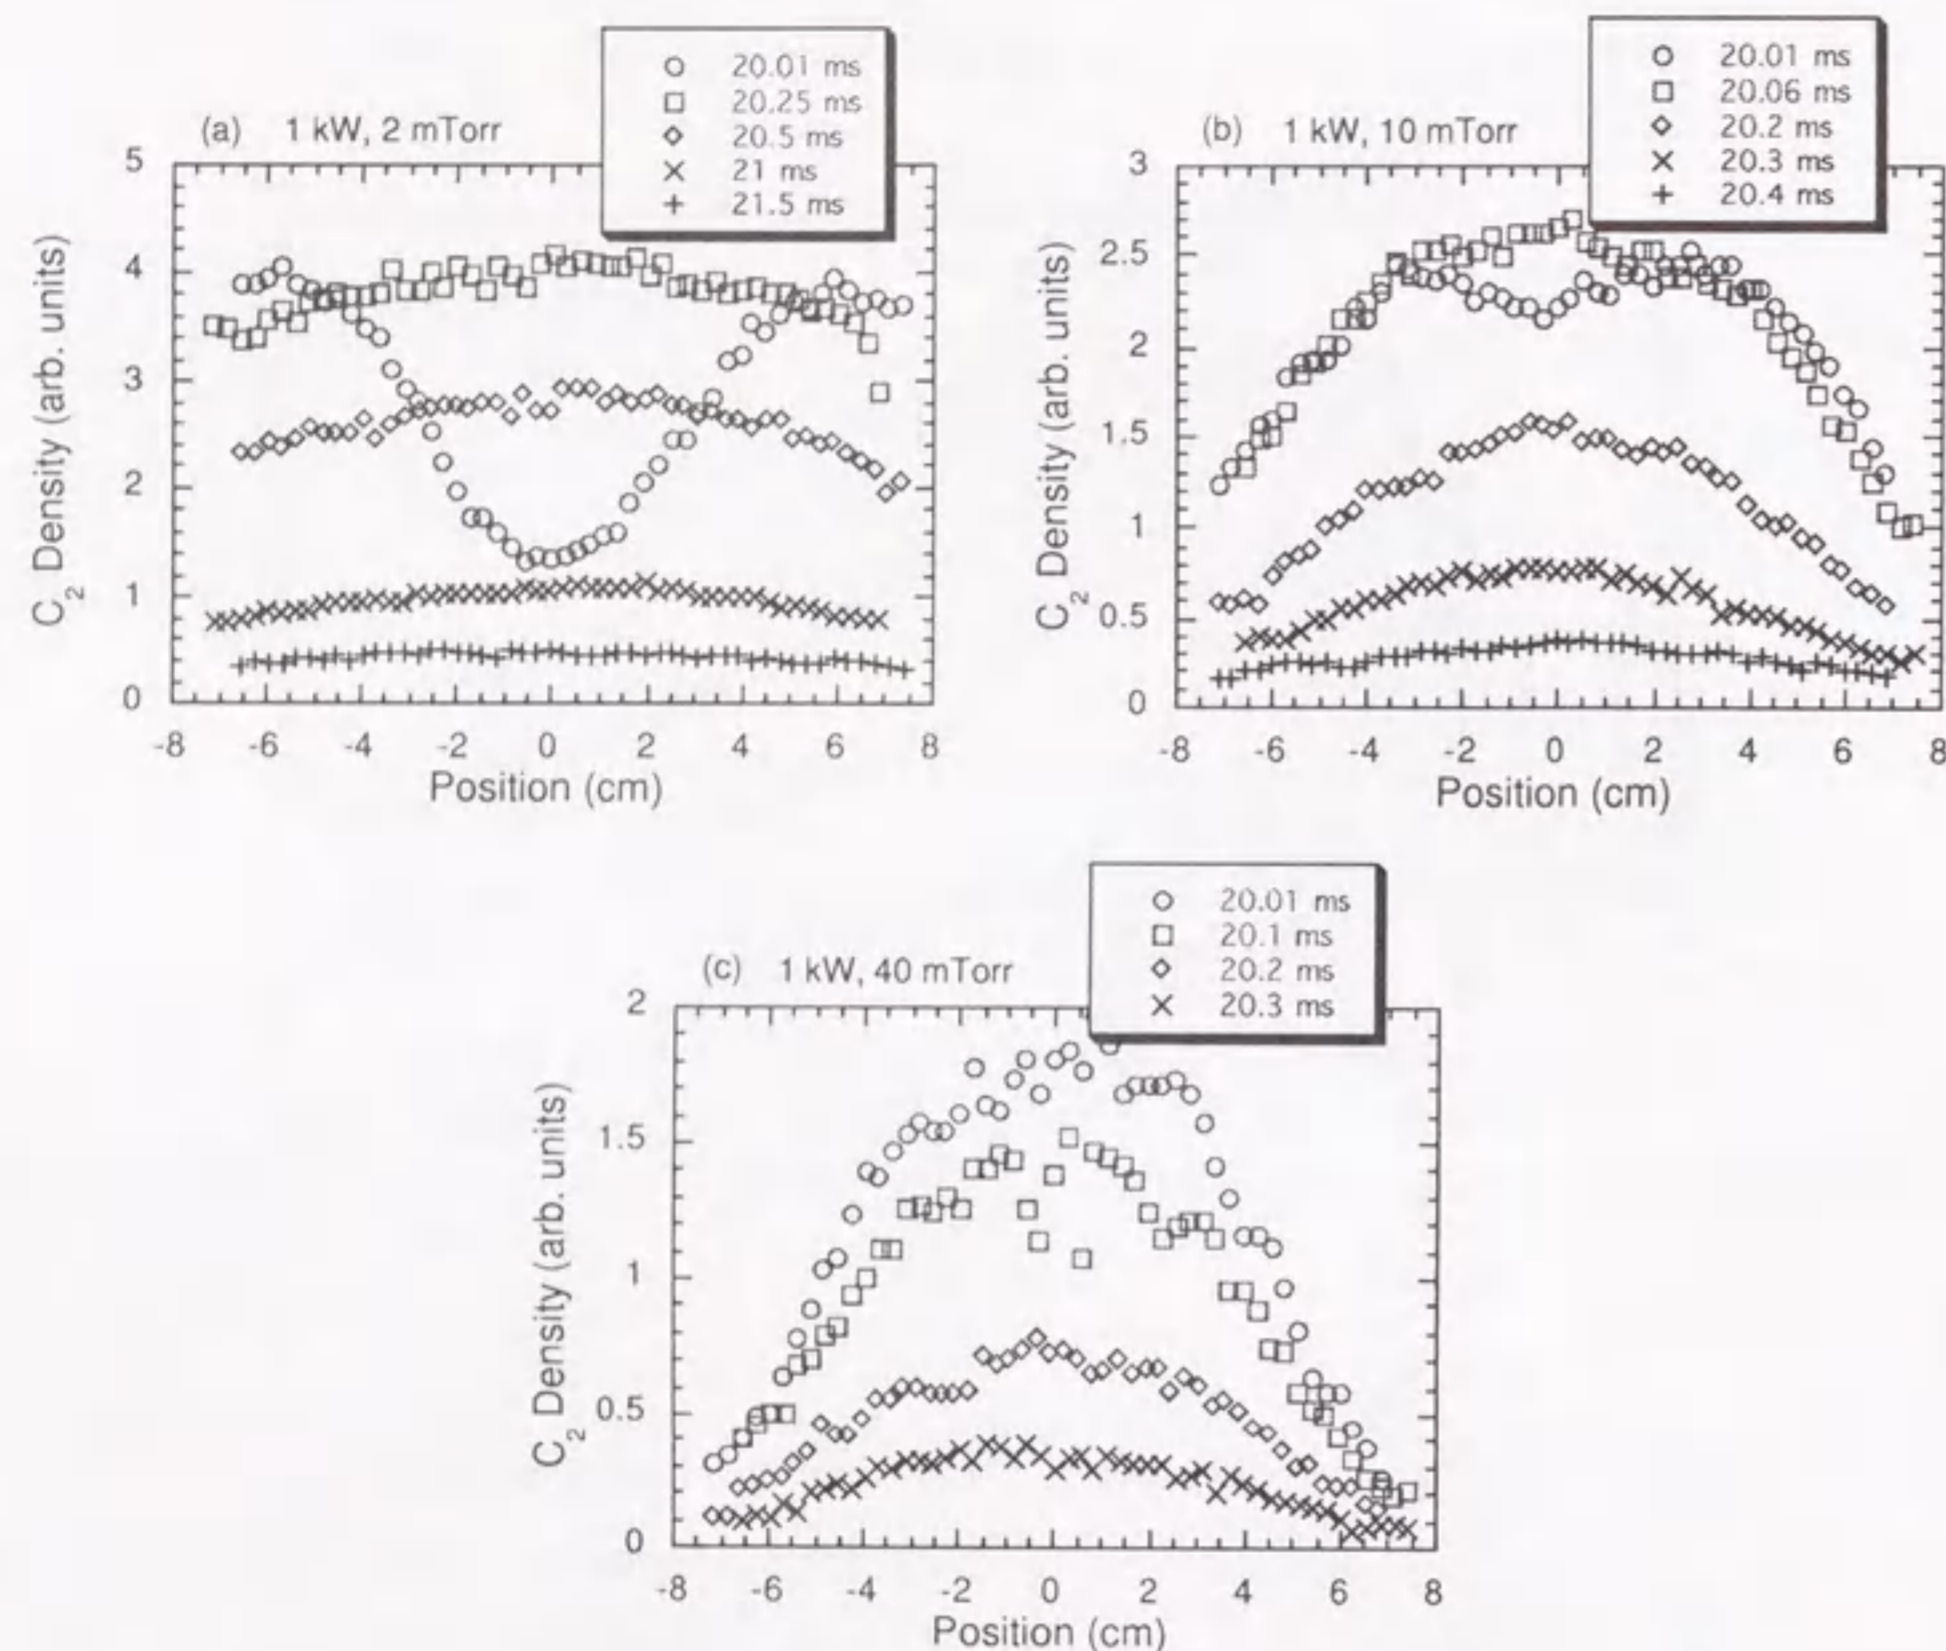 (a) 1 kW, 2 mTorr
20.01 ms
20.25 ms
20.5 ms
21 ms
21.5 ms
C2 Density (arb. units)
5
4
3
2
1
0
-8 -6 -4 -2 0 2 4 6 8
Position (cm)
(b) 1 kW, 10 mTorr
20.01 ms
20.06 ms
20.2 ms
20.3 ms
20.4 ms
C2 Density (arb. units)
3
2.5
2
1.5
1
0.5
0
-8 -6 -4 -2 0 2 4 6 8
Position (cm)
(c) 1 kW, 40 mTorr
20.01 ms
20.1 ms
20.2 ms
20.3 ms
C2 Density (arb. units)
2
1.5
1
0.5
0
-8 -6 -4 -2 0 2 4 6 8
Position (cm)